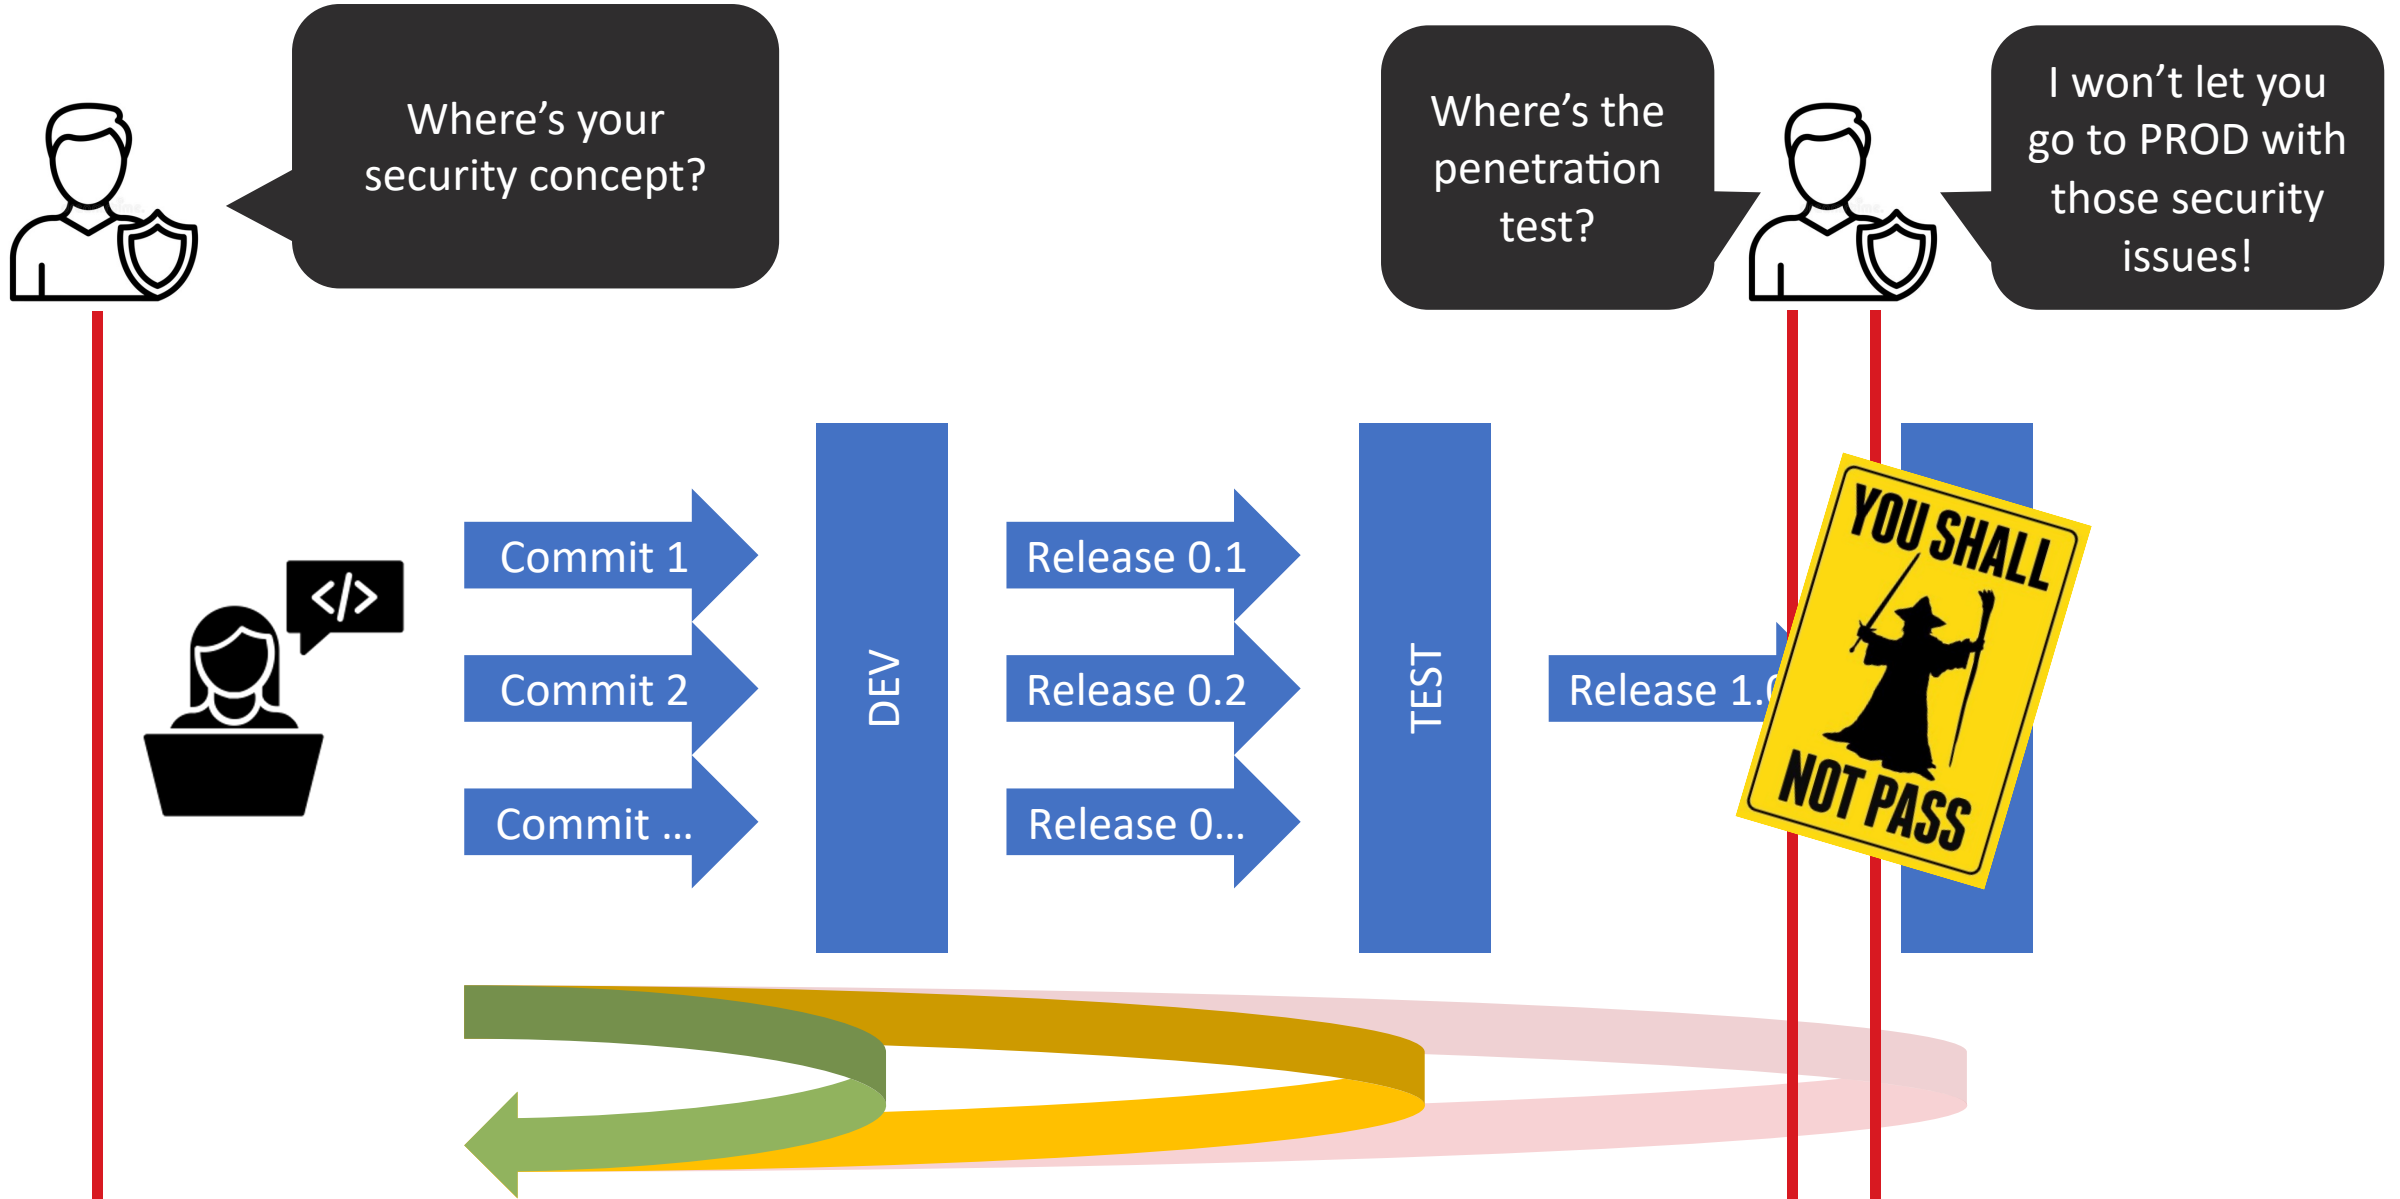 Where’s your
security concept?
Where’s the
penetration
test?
I won’t let you
go to PROD with
those security
issues!
</>
Commit 1
Commit 2
Commit ...
DEV
Release 0.1
Release 0.2
Release 0...
TEST
Release 1.0
YOU SHALL
NOT PASS